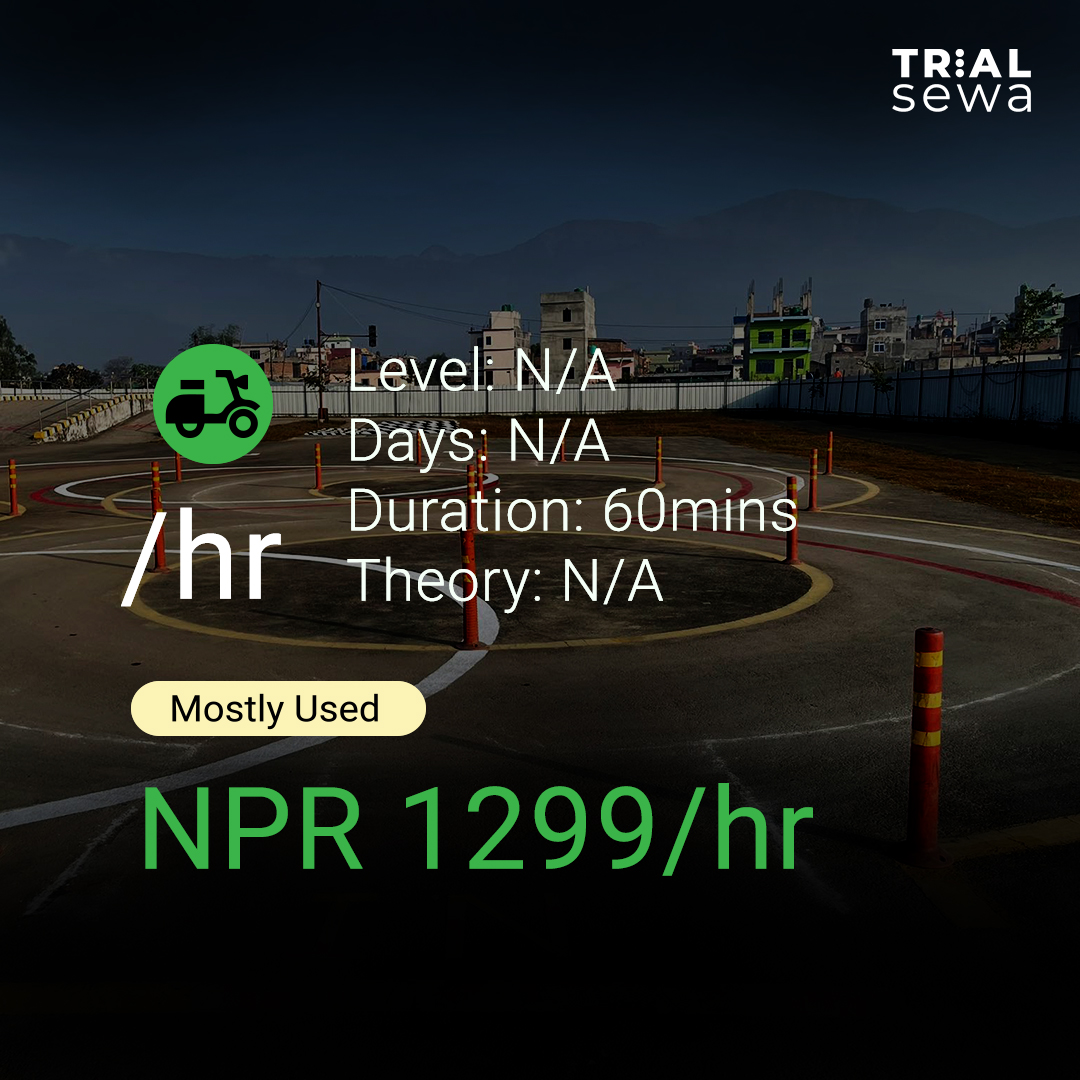 TRIAL
sewa
Level: N/A
Days: N/A
Duration: 60mins
Theory: N/A
/hr
Mostly Used
NPR 1299/hr